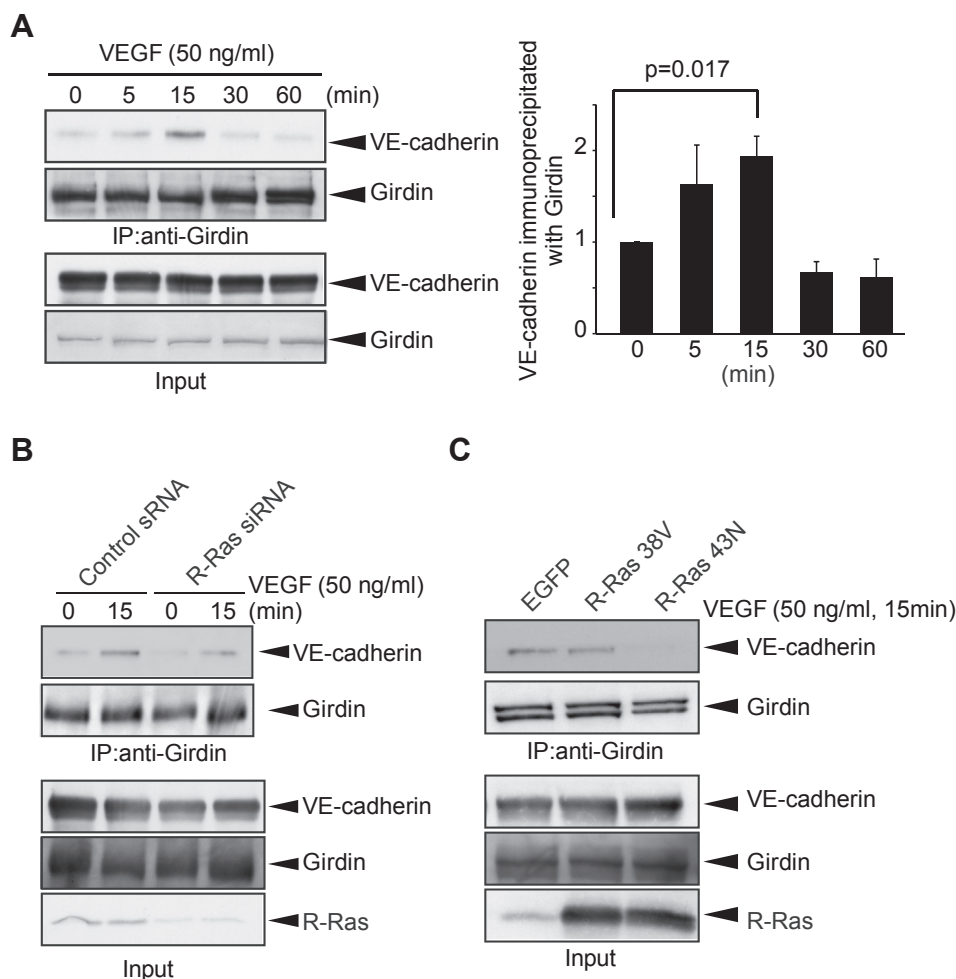 A
VEGF (50 ng/ml)
0 5 15 30 60 (min)
VE-cadherin
Girdin
IP:anti-Girdin
VE-cadherin
Girdin
Input
VE-cadherin immunoprecipitated
with Girdin
p=0.017
2
1
0
0 5 15 30 60
(min)
B
Control sRNA
R-Ras siRNA
VEGF (50 ng/ml)
0 15 0 15 (min)
VE-cadherin
Girdin
IP:anti-Girdin
VE-cadherin
Girdin
R-Ras
Input
C
EGFP
R-Ras 38V
R-Ras 43N
VEGF (50 ng/ml, 15min)
VE-cadherin
Girdin
IP:anti-Girdin
VE-cadherin
Girdin
R-Ras
Input